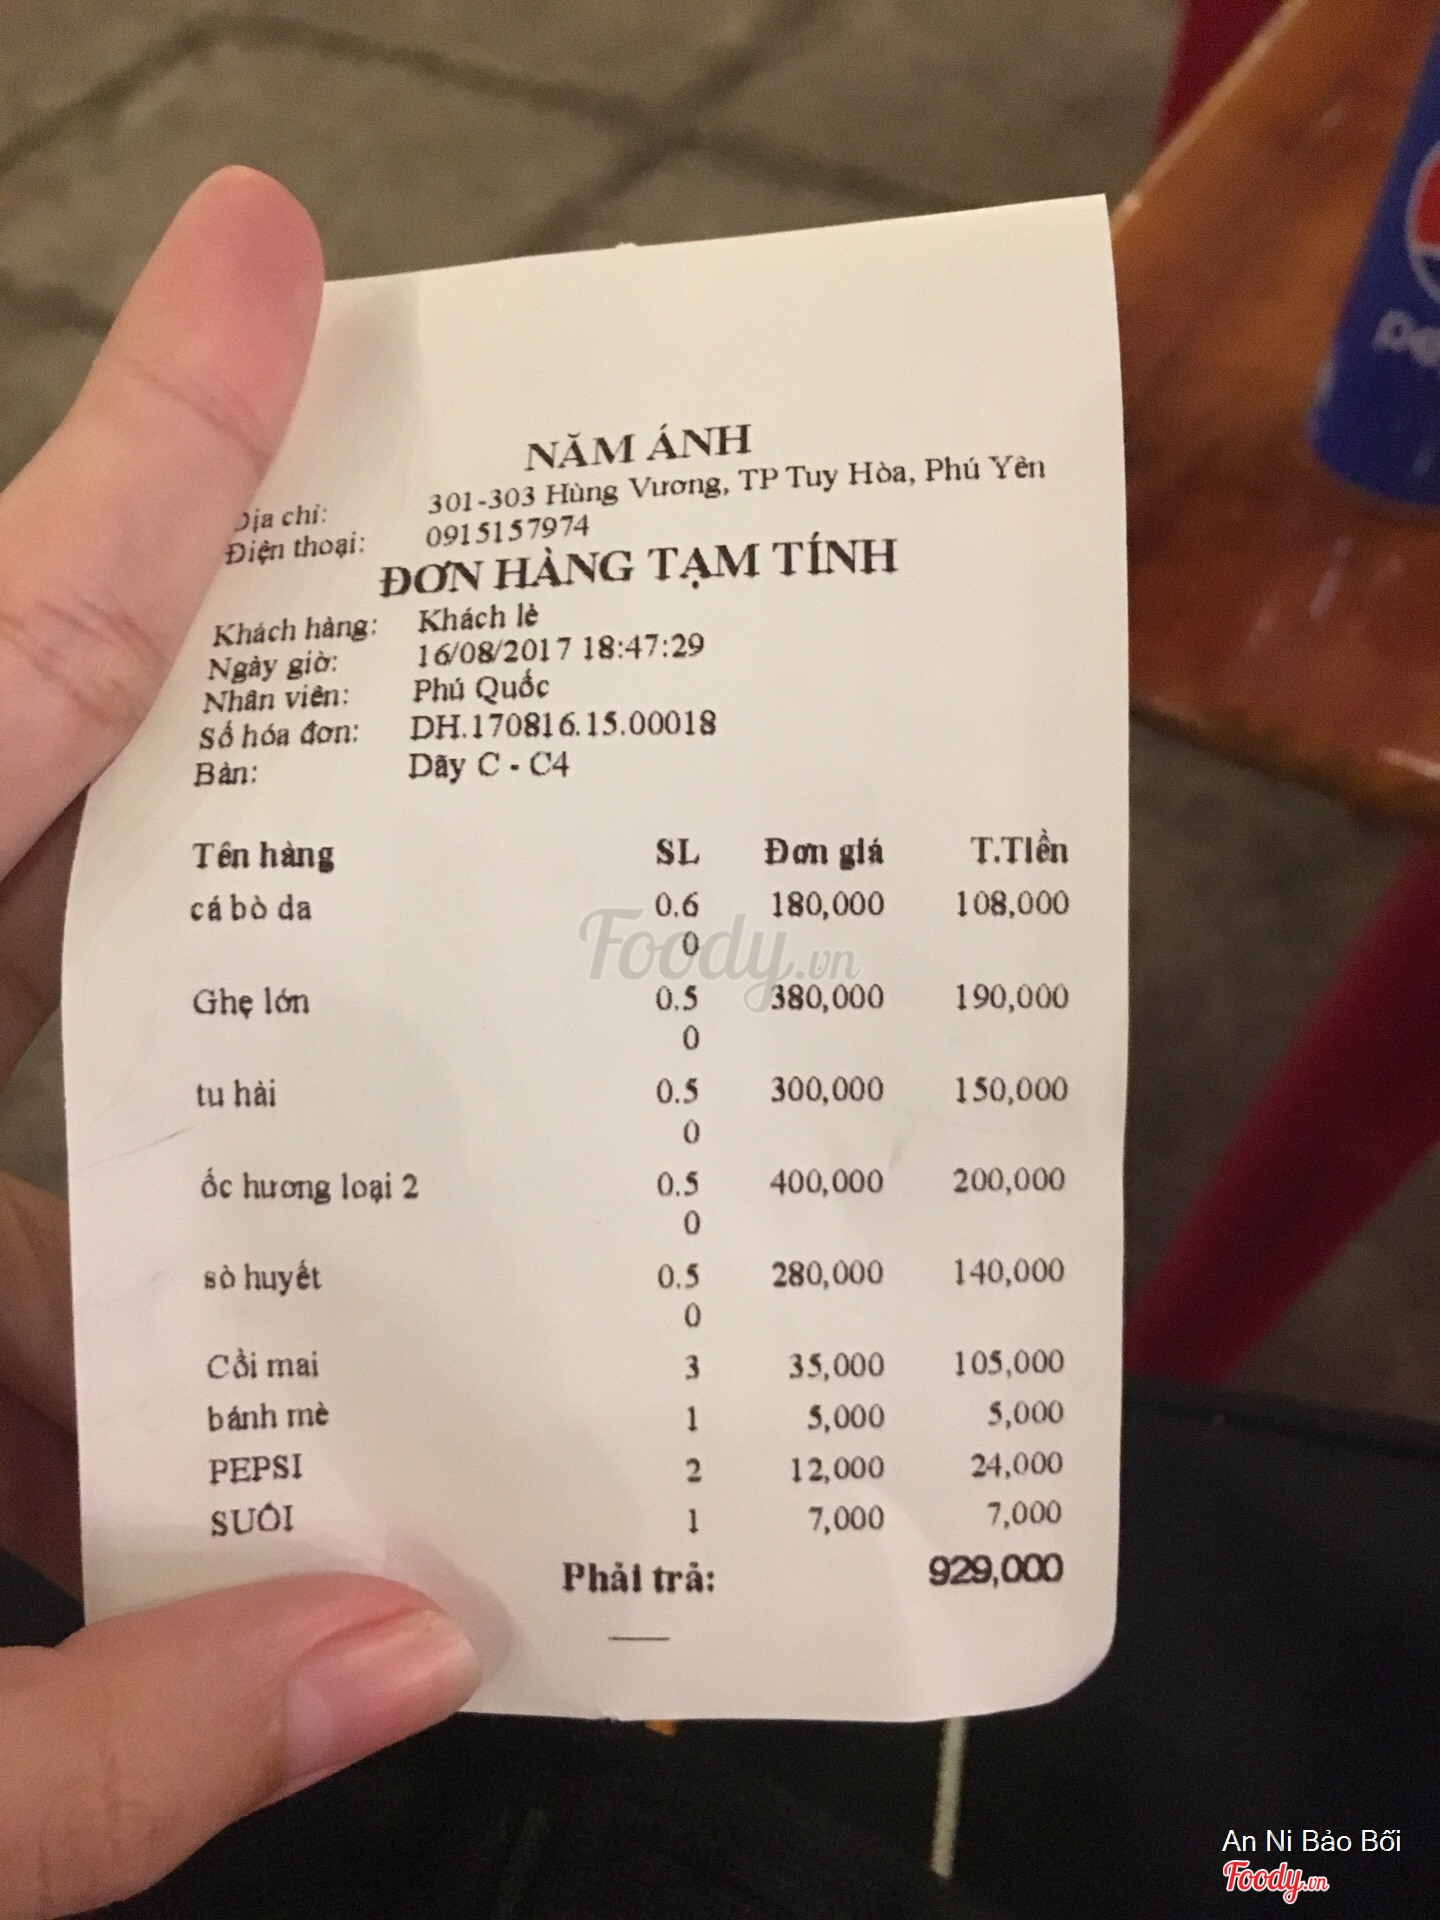 NĂM ÁNH
Địa chỉ: 301-303 Hùng Vương, TP Tuy Hòa, Phú Yên
Điện thoại: 0915157974
ĐƠN HÀNG TẠM TÍNH
Khách hàng: Khách lẻ
Ngày giờ: 16/08/2017 18:47:29
Nhân viên: Phú Quốc
Số hóa đơn: DH.170816.15.00018
Bàn: Dãy C - C4
Tên hàng SL Đơn giá T.Tiền
cá bò da 0.6 180,000 108,000
0
Ghẹ lớn 0.5 380,000 190,000
0
tu hài 0.5 300,000 150,000
0
ốc hương loại 2 0.5 400,000 200,000
0
sò huyết 0.5 280,000 140,000
0
Cồi mai 3 35,000 105,000
bánh mè 1 5,000 5,000
PEPSI 2 12,000 24,000
SUÔI 1 7,000 7,000
Phải trả: 929,000
Foody.vn
pe
An Ni Bảo Bối
Foody.vn